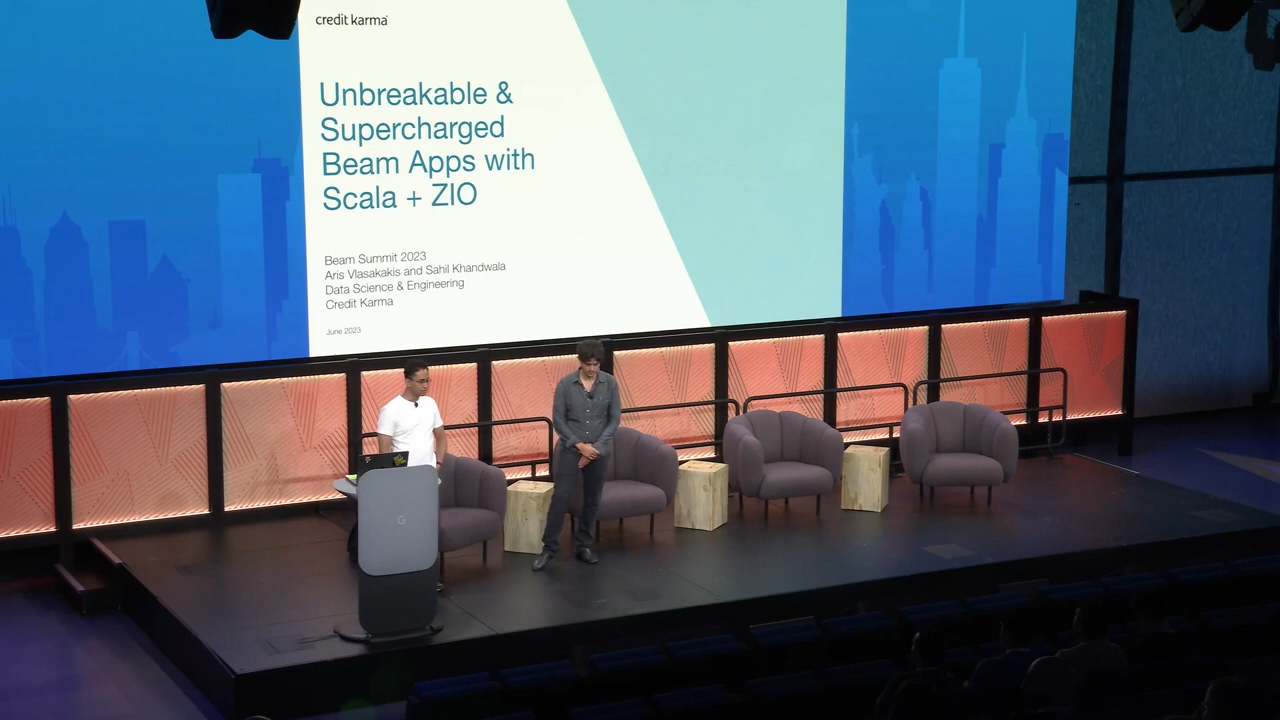 credit karma
Unbreakable &
Supercharged
Beam Apps with
Scala + ZIO
Beam Summit 2023
Aris Vlasakakis and Sahil Khandwala
Data Science & Engineering
Credit Karma
June 2023
G